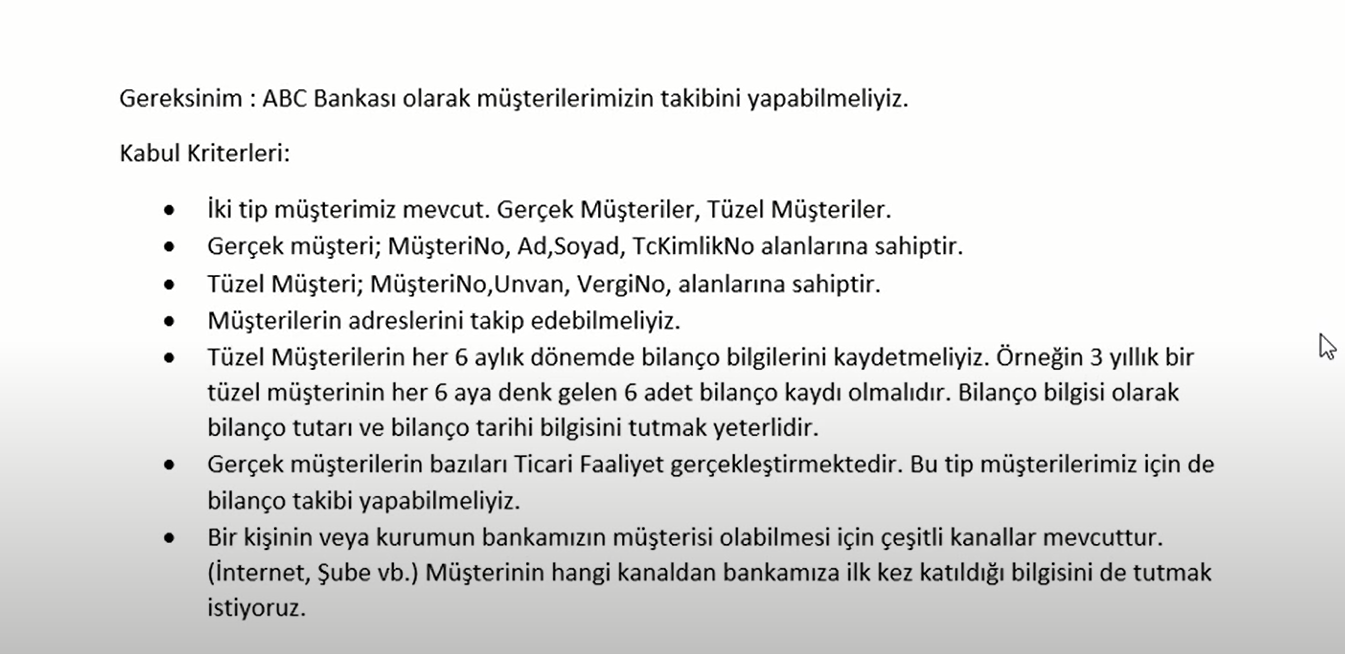 Gereksinim : ABC Bankası olarak müşterilerimizin takibini yapabilmeliyiz.
Kabul Kriterleri:
• İki tip müşterimiz mevcut. Gerçek Müşteriler, Tüzel Müşteriler.
• Gerçek müşteri; MüşteriNo, Ad,Soyad, TcKimlikNo alanlarına sahiptir.
• Tüzel Müşteri; MüşteriNo,Unvan, VergiNo, alanlarına sahiptir.
• Müşterilerin adreslerini takip edebilmeliyiz.
• Tüzel Müşterilerin her 6 aylık dönemde bilanço bilgilerini kaydetmeliyiz. Örneğin 3 yıllık bir
tüzel müşterinin her 6 aya denk gelen 6 adet bilanço kaydı olmalıdır. Bilanço bilgisi olarak
bilanço tutarı ve bilanço tarihi bilgisini tutmak yeterlidir.
• Gerçek müşterilerin bazıları Ticari Faaliyet gerçekleştirmektedir. Bu tip müşterilerimiz için de
bilanço takibi yapabilmeliyiz.
• Bir kişinin veya kurumun bankamızın müşterisi olabilmesi için çeşitli kanallar mevcuttur.
(İnternet, Şube vb.) Müşterinin hangi kanaldan bankamıza ilk kez katıldığı bilgisini de tutmak
istiyoruz.